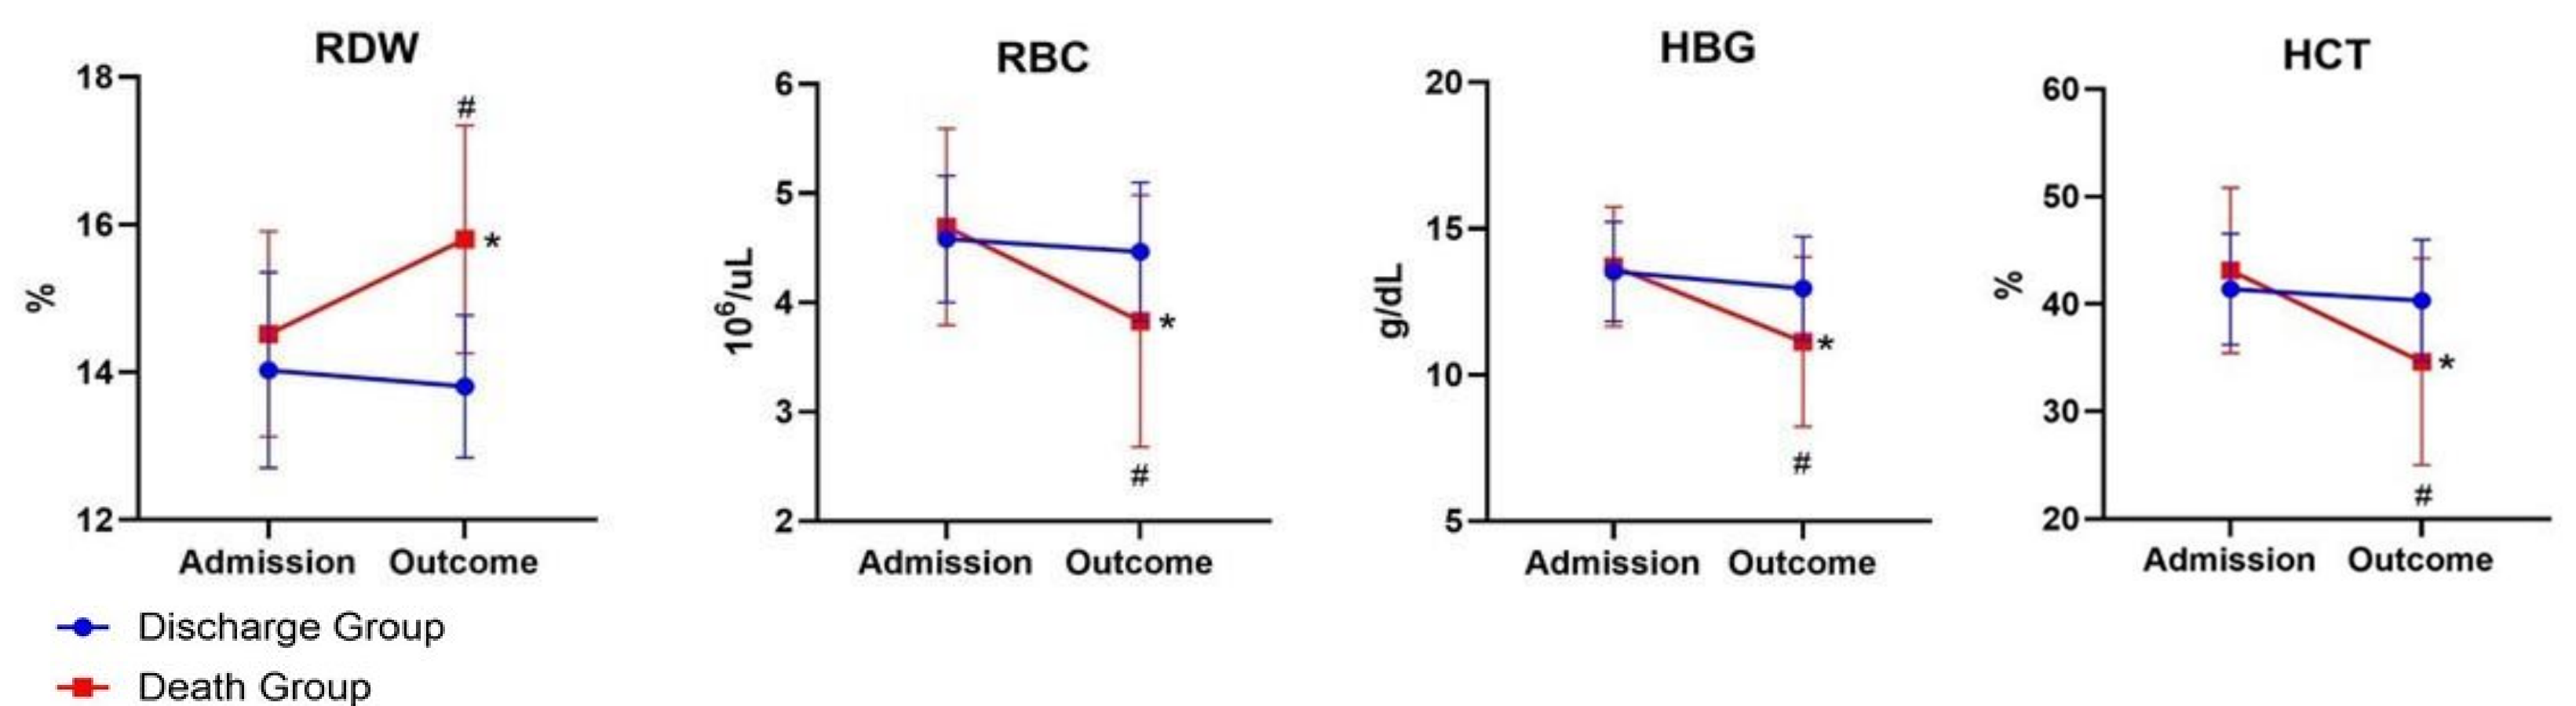 RDW
18
16
14
12
%
#
*
Admission Outcome
RBC
6
5
4
3
2
10⁶/uL
*
#
Admission Outcome
HBG
20
15
10
5
g/dL
*
#
Admission Outcome
HCT
60
50
40
30
20
%
*
#
Admission Outcome
Discharge Group
Death Group